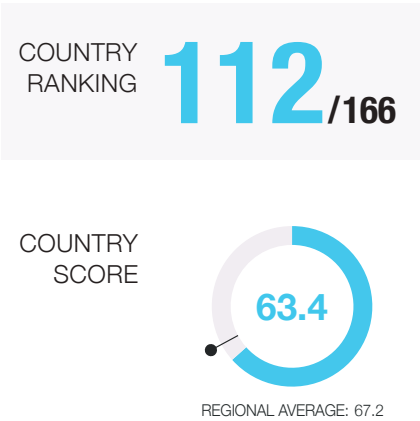 COUNTRY
RANKING
112/166
COUNTRY
SCORE
63.4
REGIONAL AVERAGE: 67.2